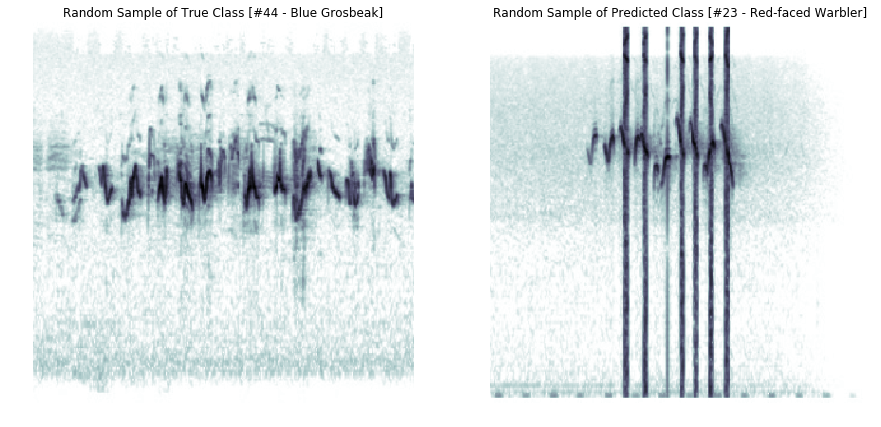 Random Sample of True Class [#44 - Blue Grosbeak]
Random Sample of Predicted Class [#23 - Red-faced Warbler]